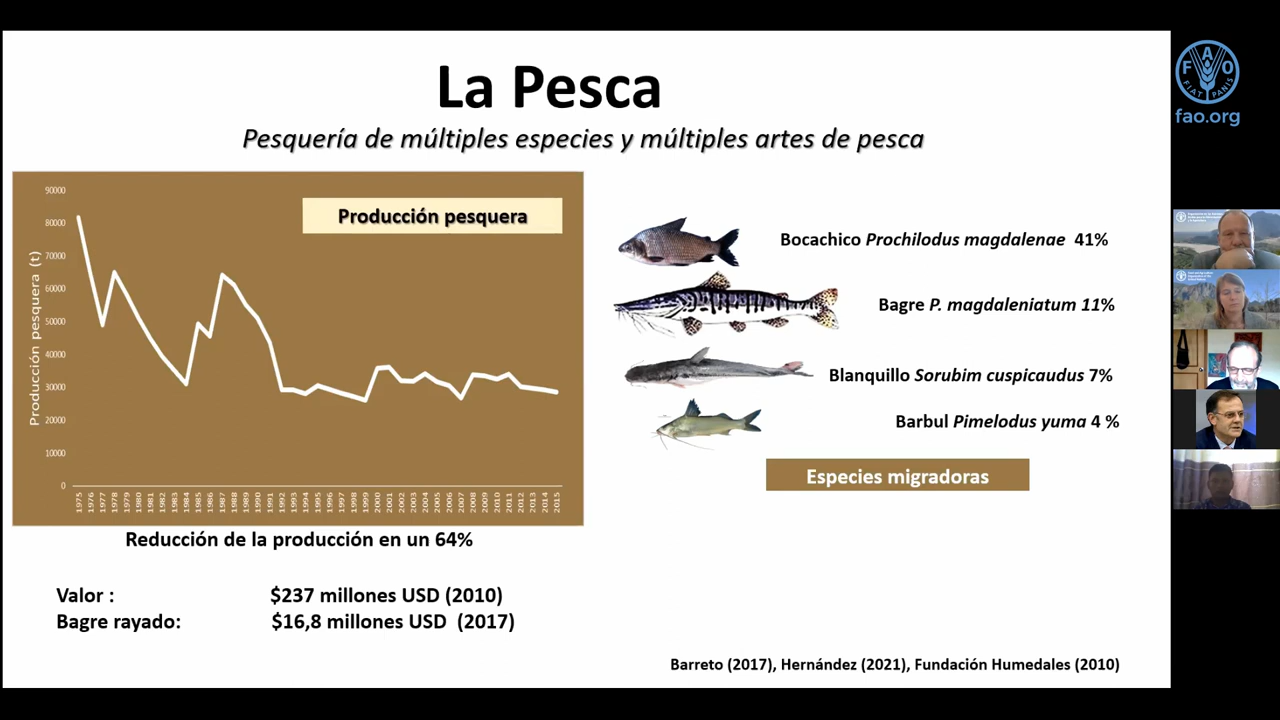 La Pesca
Pesquería de múltiples especies y múltiples artes de pesca
Producción pesquera
Producción pesquera (t)
90000
80000
70000
60000
50000
40000
30000
20000
10000
0
1975 1976 1977 1978 1979 1980 1981 1982 1983 1984 1985 1986 1987 1988 1989 1990 1991 1992 1993 1994 1995 1996 1997 1998 1999 2000 2001 2002 2003 2004 2005 2006 2007 2008 2009 2010 2011 2012 2013 2014 2015
Reducción de la producción en un 64%
Valor : $237 millones USD (2010)
Bagre rayado: $16,8 millones USD (2017)
Bocachico Prochilodus magdalenae 41%
Bagre P. magdaleniatum 11%
Blanquillo Sorubim cuspicaudus 7%
Barbul Pimelodus yuma 4 %
Especies migradoras
Barreto (2017), Hernández (2021), Fundación Humedales (2010)
FAO
FIAT PANIS
fao.org